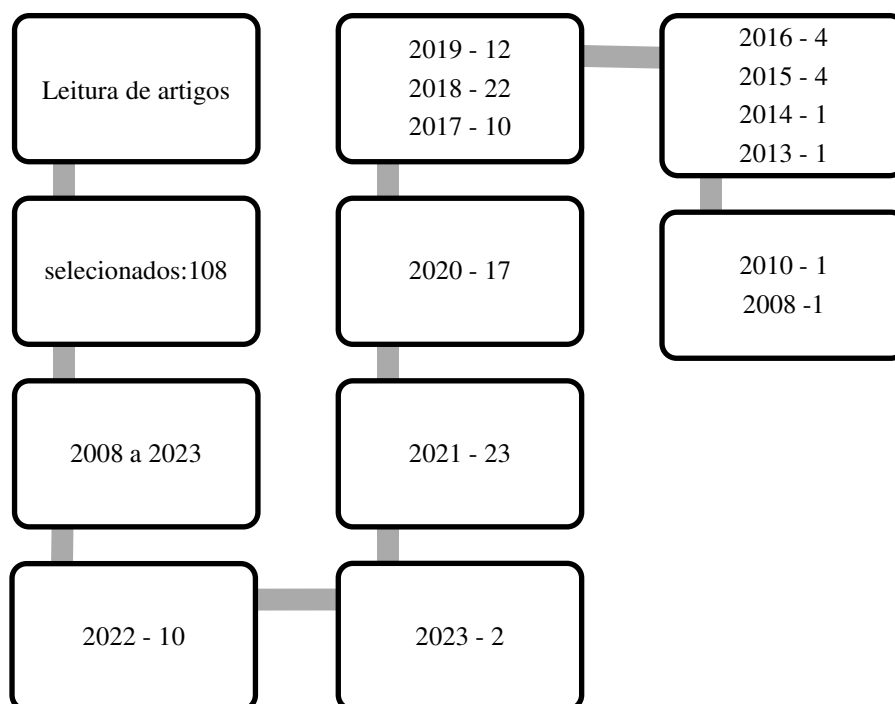 Leitura de artigos
selecionados:108
2008 a 2023
2022 - 10
2023 - 2
2021 - 23
2020 - 17
2019 - 12
2018 - 22
2017 - 10
2016 - 4
2015 - 4
2014 - 1
2013 - 1
2010 - 1
2008 -1